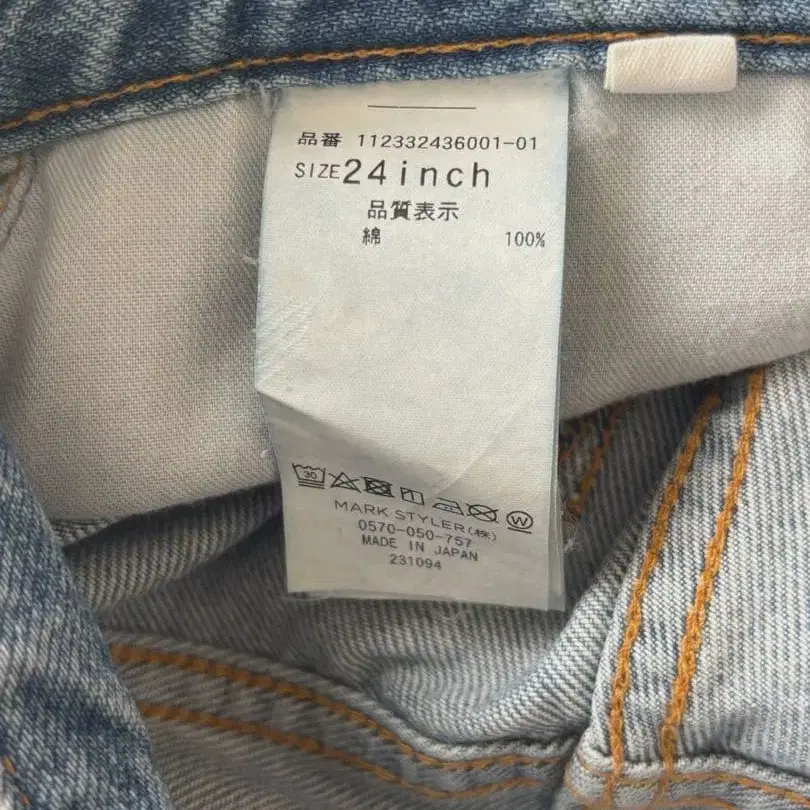 品番 112332436001-01
SIZE 24inch
品質表示
綿 100%
30 W
MARK STYLER(株)
0570-050-757
MADE IN JAPAN
231094